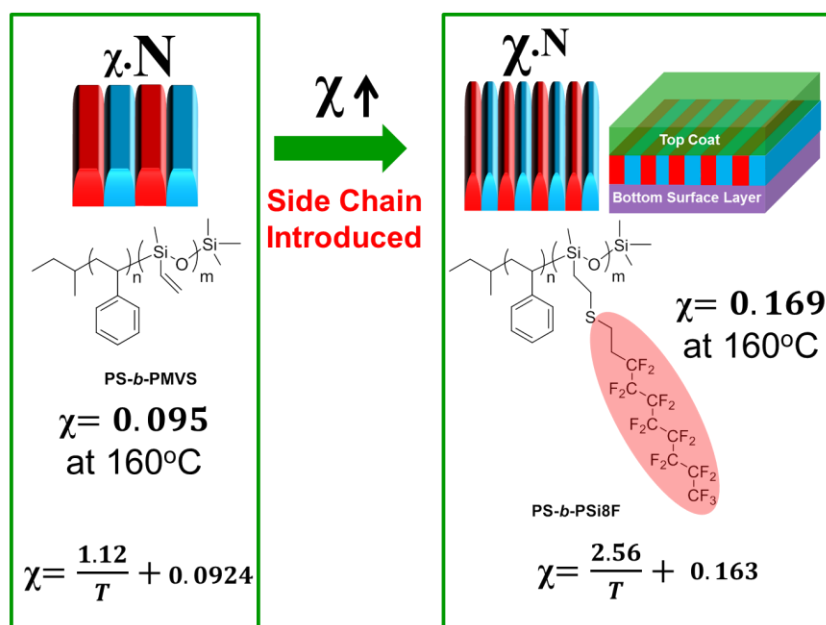 χ.N
PS-b-PMVS
χ= 0.095
at 160°C
χ= 1.12/T + 0.0924
Si
O
n
m
Si
χ↑
Side Chain
Introduced
χ.N
Top Coat
Bottom Surface Layer
Si
O
n
m
Si
S
CF₂
F₂C
CF₂
F₂C
CF₂
F₂C
CF₂
CF₃
χ= 0.169
at 160°C
PS-b-PSi8F
χ= 2.56/T + 0.163